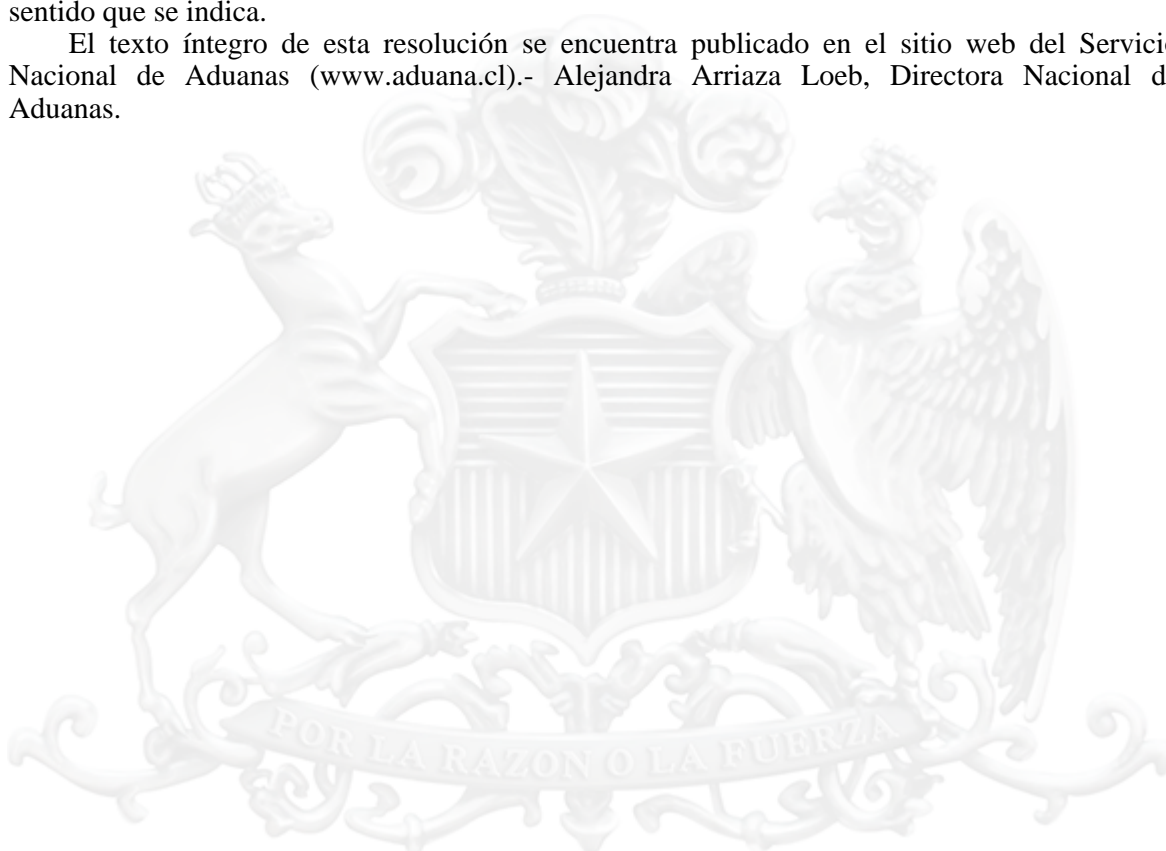 sentido que se indica.
El texto íntegro de esta resolución se encuentra publicado en el sitio web del Servici
Nacional de Aduanas (www.aduana.cl).- Alejandra Arriaza Loeb, Directora Nacional d
Aduanas.
POR LA RAZON O LA FUERZA